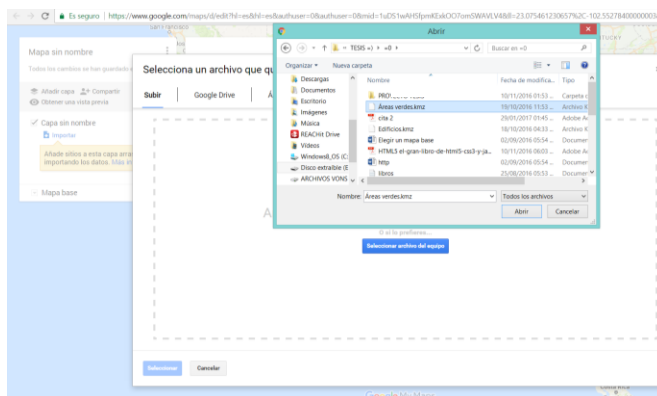 Es seguro | https://www.google.com/maps/d/edit?hl=es&hl=es&authuser=0&authuser=0&mid=1uDS1wAHSfpmKExkOO7omSWAVLV4&ll=23.075461230657%2C-102.55278400000003
Abrir
« TESIS =) › =0 ›
Buscar en =0
Organizar
Nueva carpeta
Mapa sin nombre
Todos los cambios se han guardado
Añadir capa
Compartir
Obtener una vista previa
Capa sin nombre
Importar
Añade sitios a esta capa
importando los datos.
Mapa base
Selecciona un archivo que
Subir
Google Drive
Descargas
Documentos
Escritorio
Imágenes
Música
REACHit Drive
Vídeos
Windows8_OS (C:
Disco extraíble (E
ARCHIVOS VONS
Nombre
Fecha de modifica...
Tipo
10/11/2016 01:53 ...
Carpeta
Áreas verdes.kmz
19/10/2016 11:53 ...
Archivo K
cita 2
29/01/2017 01:45 ...
Adobe A
Edificios.kmz
18/10/2016 04:33 ...
Archivo K
Elegir un mapa base
02/09/2016 05:54 ...
Documen
HTML5 el-gran-libro-de-html5-css3-y-ja...
10/11/2016 06:03 ...
Adobe A
http
02/09/2016 05:54 ...
Documen
libros
25/08/2016 05:53 ...
Documen
Nombre:
Áreas verdes.kmz
Todos los archivos
Abrir
Cancelar
O si lo prefieres...
Seleccionar archivo del equipo
Seleccionar
Cancelar